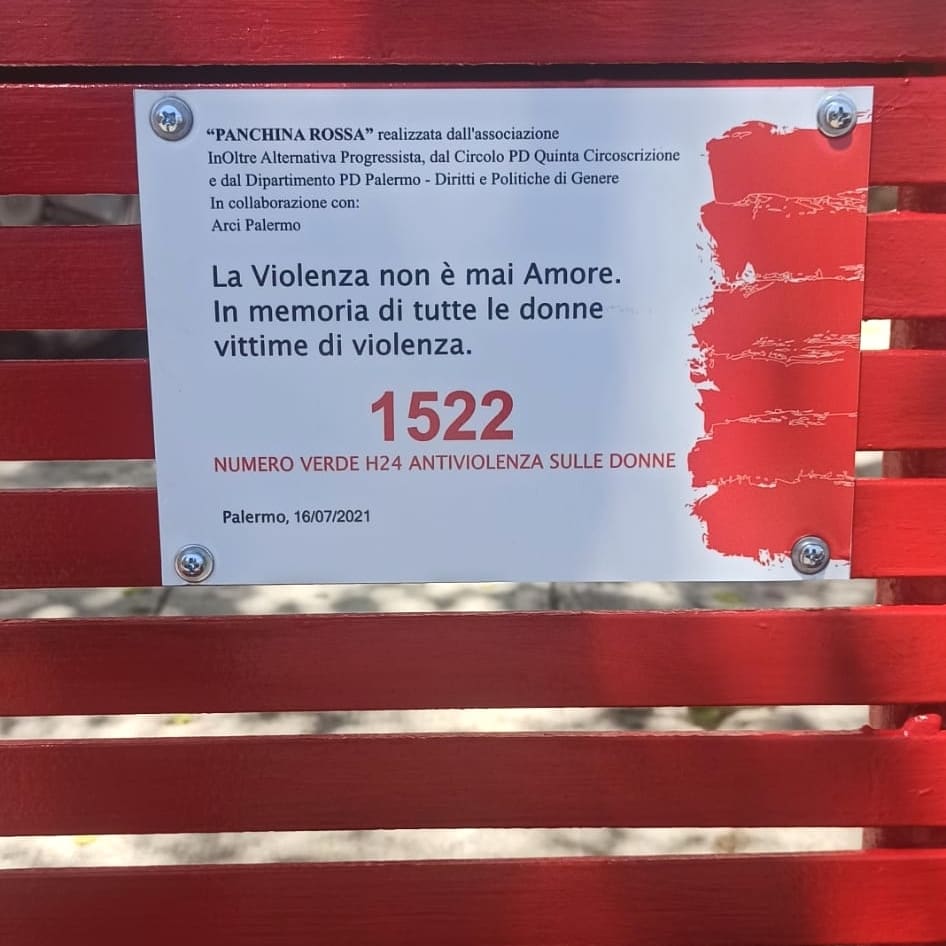 “PANCHINA ROSSA” realizzata dall'associazione
InOltre Alternativa Progressista, dal Circolo PD Quinta Circoscrizione
e dal Dipartimento PD Palermo - Diritti e Politiche di Genere
In collaborazione con:
Arci Palermo
La Violenza non è mai Amore.
In memoria di tutte le donne
vittime di violenza.
1522
NUMERO VERDE H24 ANTIVIOLENZA SULLE DONNE
Palermo, 16/07/2021